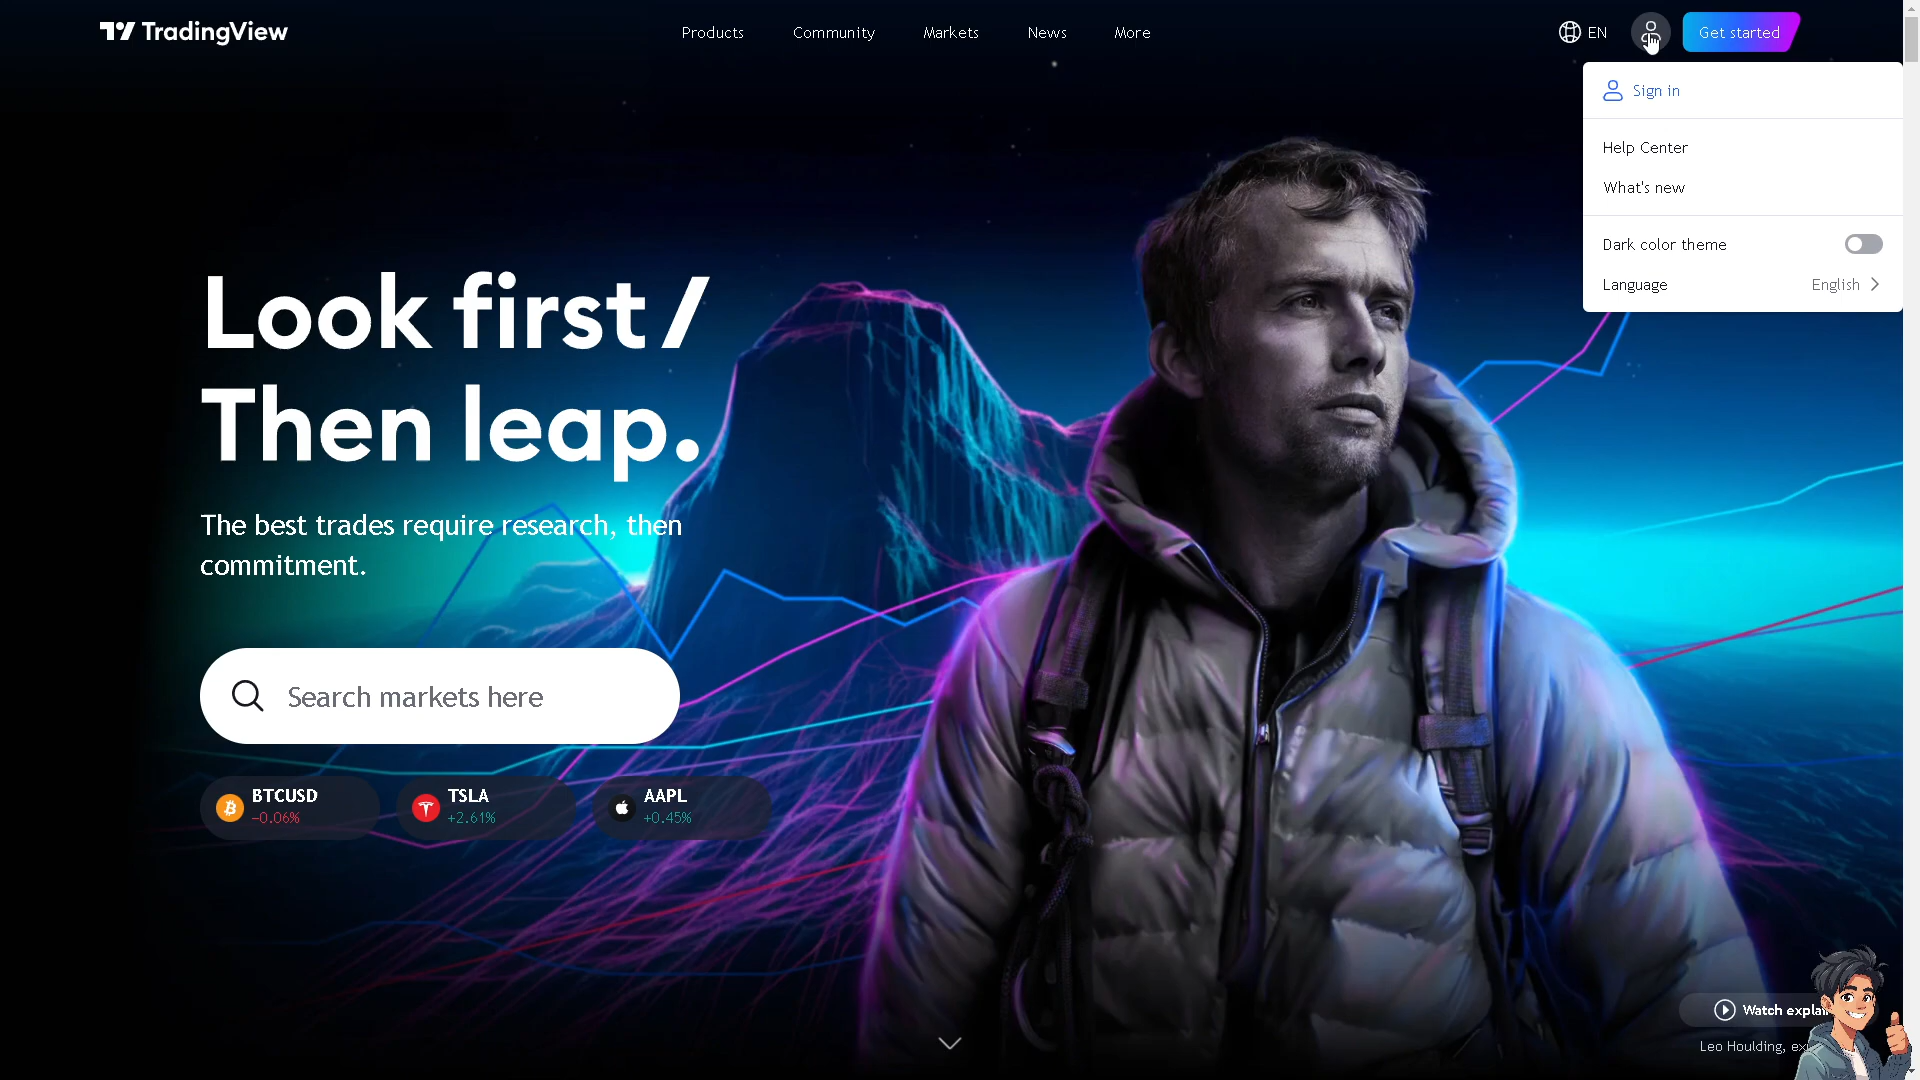 TradingView
Products
Community
Markets
News
More
EN
Get started
Sign in
Help Center
What's new
Dark color theme
Language
English
Look first /
Then leap.
The best trades require research, then
commitment.
Search markets here
BTCUSD
−0.06%
TSLA
+2.61%
AAPL
+0.45%
Watch
Leo Houlding,